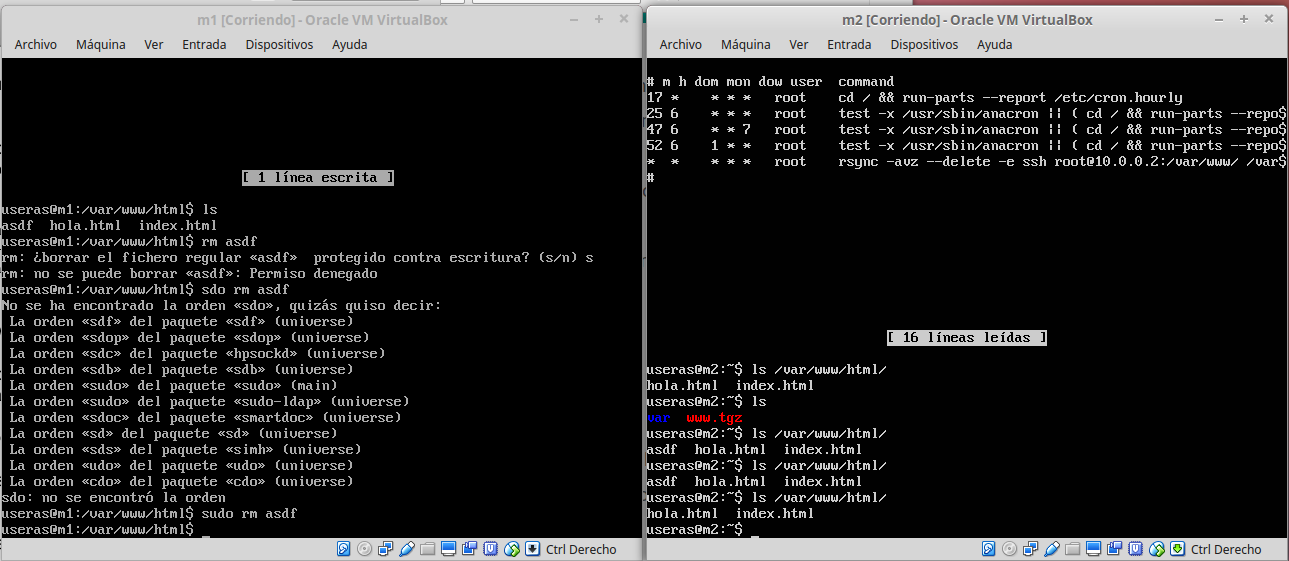 m1 [Corriendo] - Oracle VM VirtualBox
Archivo Máquina Ver Entrada Dispositivos Ayuda
[ 1 línea escrita ]
useras@m1:/var/www/html$ ls
asdf  hola.html  index.html
useras@m1:/var/www/html$ rm asdf
rm: ¿borrar el fichero regular «asdf»  protegido contra escritura? (s/n) s
rm: no se puede borrar «asdf»: Permiso denegado
useras@m1:/var/www/html$ sdo rm asdf
No se ha encontrado la orden «sdo», quizás quiso decir:
 La orden «sdf» del paquete «sdf» (universe)
 La orden «sdop» del paquete «sdop» (universe)
 La orden «sdc» del paquete «hpsockd» (universe)
 La orden «sdb» del paquete «sdb» (universe)
 La orden «sudo» del paquete «sudo» (main)
 La orden «sudo» del paquete «sudo-ldap» (universe)
 La orden «sdoc» del paquete «smartdoc» (universe)
 La orden «sd» del paquete «sd» (universe)
 La orden «sds» del paquete «simh» (universe)
 La orden «udo» del paquete «udo» (universe)
 La orden «cdo» del paquete «cdo» (universe)
sdo: no se encontró la orden
useras@m1:/var/www/html$ sudo rm asdf
useras@m1:/var/www/html$ _
Ctrl Derecho
m2 [Corriendo] - Oracle VM VirtualBox
Archivo Máquina Ver Entrada Dispositivos Ayuda
# m h dom mon dow user  command
17 *    * * *   root    cd / && run-parts --report /etc/cron.hourly
25 6    * * *   root    test -x /usr/sbin/anacron || ( cd / && run-parts --repo$
47 6    * * 7   root    test -x /usr/sbin/anacron || ( cd / && run-parts --repo$
52 6    1 * *   root    test -x /usr/sbin/anacron || ( cd / && run-parts --repo$
*  *    * * *   root    rsync -avz --delete -e ssh root@10.0.0.2:/var/www/ /var$
#
[ 16 líneas leídas ]
useras@m2:~$ ls /var/www/html/
hola.html  index.html
useras@m2:~$ ls
var  www.tgz
useras@m2:~$ ls /var/www/html/
asdf  hola.html  index.html
useras@m2:~$ ls /var/www/html/
asdf  hola.html  index.html
useras@m2:~$ ls /var/www/html/
hola.html  index.html
useras@m2:~$ _
Ctrl Derecho